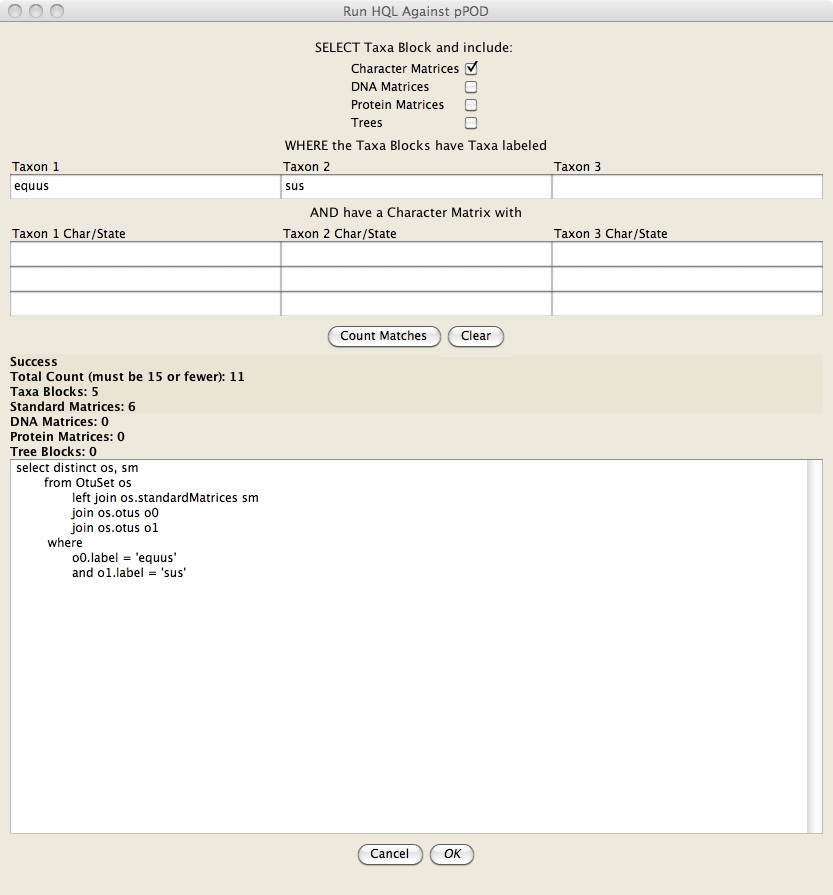 Run HQL Against pPOD
SELECT Taxa Block and include:
Character Matrices
DNA Matrices
Protein Matrices
Trees
WHERE the Taxa Blocks have Taxa labeled
Taxon 1 Taxon 2 Taxon 3
equus sus
AND have a Character Matrix with
Taxon 1 Char/State Taxon 2 Char/State Taxon 3 Char/State
Count Matches Clear
Success
Total Count (must be 15 or fewer): 11
Taxa Blocks: 5
Standard Matrices: 6
DNA Matrices: 0
Protein Matrices: 0
Tree Blocks: 0
select distinct os, sm
from OtuSet os
left join os.standardMatrices sm
join os.otus o0
join os.otus o1
where
o0.label = 'equus'
and o1.label = 'sus'
Cancel OK